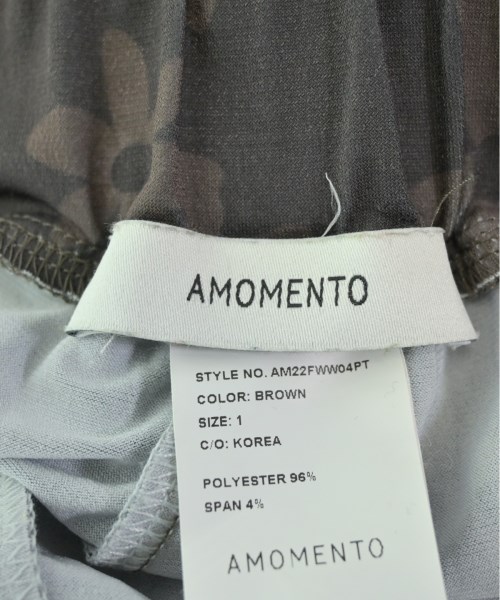 AMOMENTO
STYLE NO. AM22FWW04PT
COLOR: BROWN
SIZE: 1
C/O: KOREA
POLYESTER 96%
SPAN 4%
AMOMENTO